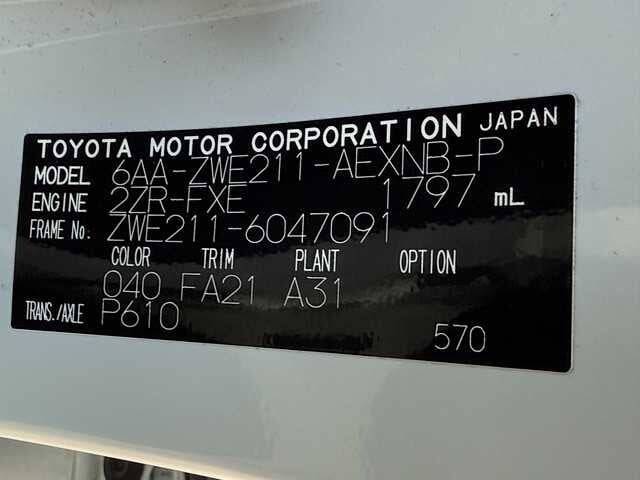 TOYOTA MOTOR CORPORATION JAPAN
MODEL 6AA-ZWE211-AEXNB-P
ENGINE 2ZR-FXE 1797 mL
FRAME No. ZWE211-6047091
COLOR TRIM PLANT OPTION
040 FA21 A31
TRANS./AXLE P610
570